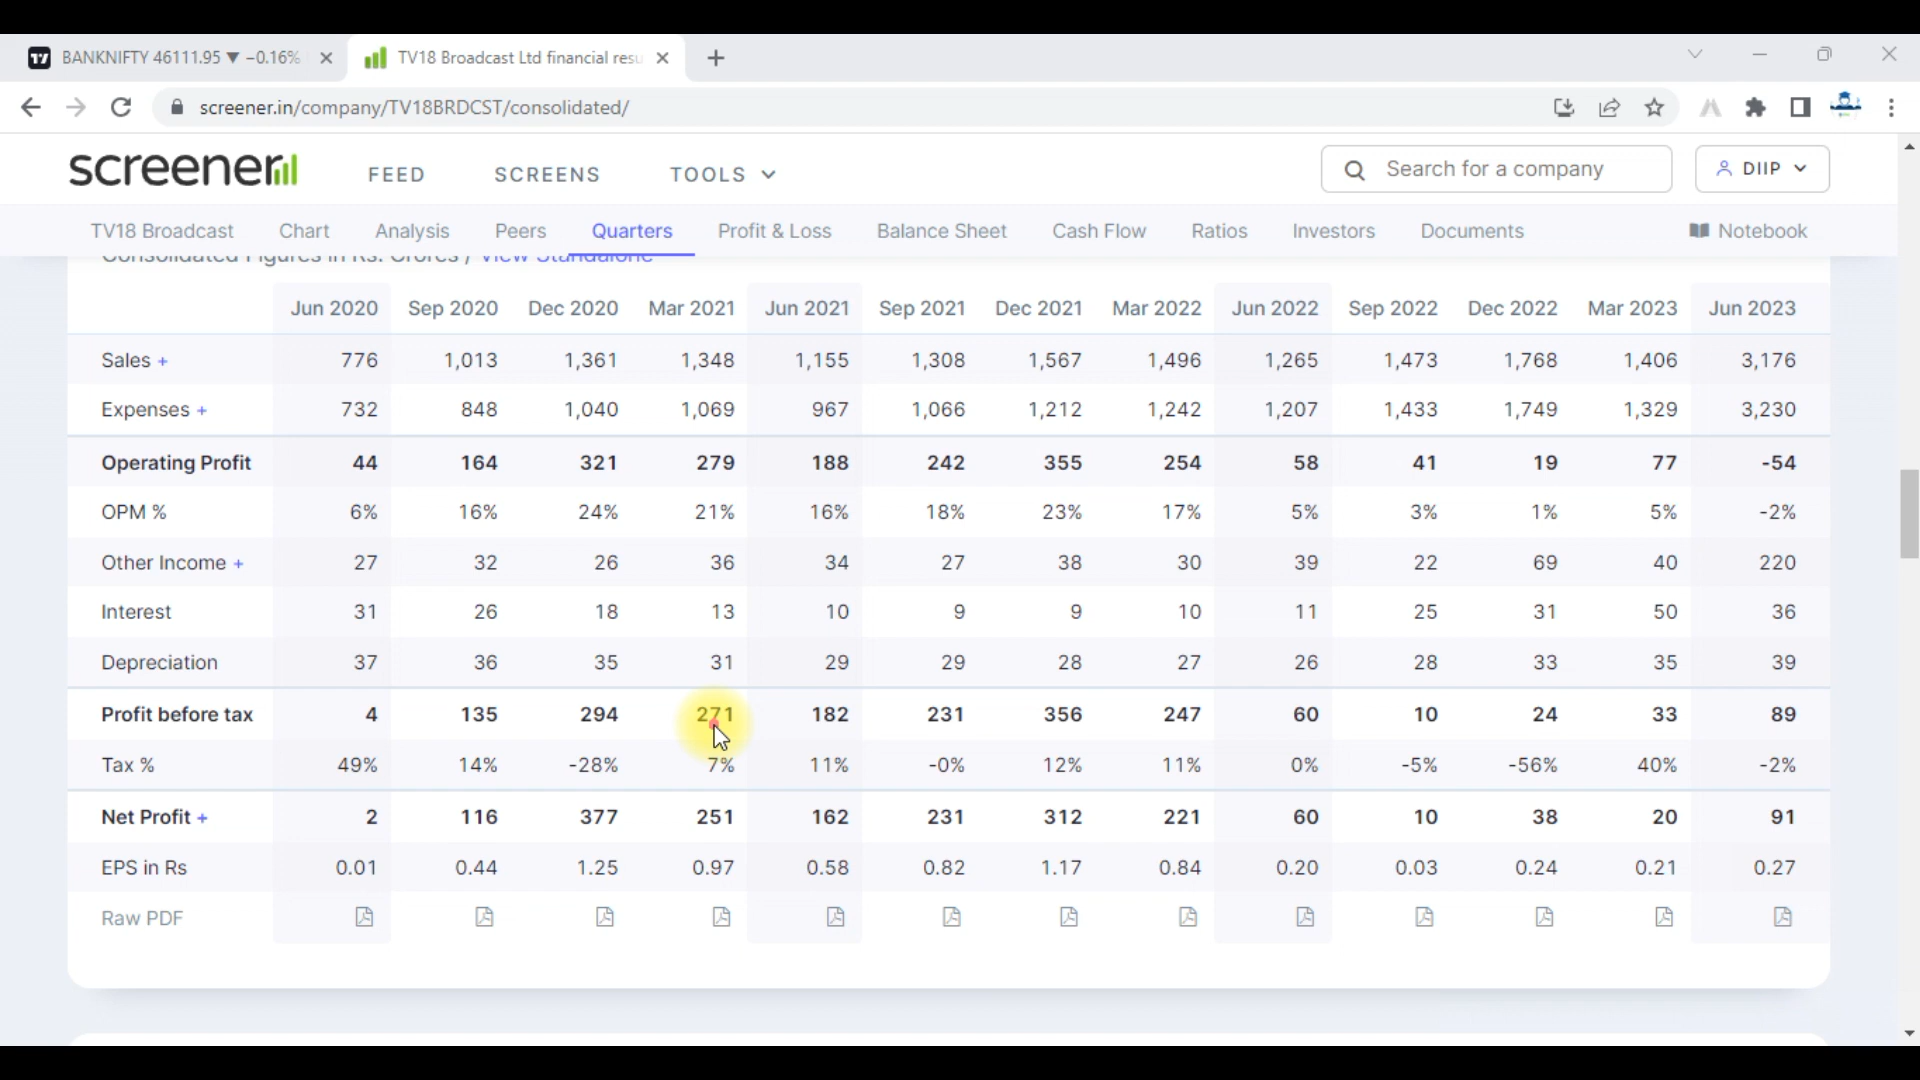 BANKNIFTY 46111.95 ▼ −0.16%
TV18 Broadcast Ltd financial resu
screener.in/company/TV18BRDCST/consolidated/
screener FEED SCREENS TOOLS Search for a company DIIP
TV18 Broadcast Chart Analysis Peers Quarters Profit & Loss Balance Sheet Cash Flow Ratios Investors Documents Notebook
Consolidated Figures in Rs. Crores / View Standalone
Jun 2020 Sep 2020 Dec 2020 Mar 2021 Jun 2021 Sep 2021 Dec 2021 Mar 2022 Jun 2022 Sep 2022 Dec 2022 Mar 2023 Jun 2023
Sales + 776 1,013 1,361 1,348 1,155 1,308 1,567 1,496 1,265 1,473 1,768 1,406 3,176
Expenses + 732 848 1,040 1,069 967 1,066 1,212 1,242 1,207 1,433 1,749 1,329 3,230
Operating Profit 44 164 321 279 188 242 355 254 58 41 19 77 -54
OPM % 6% 16% 24% 21% 16% 18% 23% 17% 5% 3% 1% 5% -2%
Other Income + 27 32 26 36 34 27 38 30 39 22 69 40 220
Interest 31 26 18 13 10 9 9 10 11 25 31 50 36
Depreciation 37 36 35 31 29 29 28 27 26 28 33 35 39
Profit before tax 4 135 294 271 182 231 356 247 60 10 24 33 89
Tax % 49% 14% -28% 7% 11% -0% 12% 11% 0% -5% -56% 40% -2%
Net Profit + 2 116 377 251 162 231 312 221 60 10 38 20 91
EPS in Rs 0.01 0.44 1.25 0.97 0.58 0.82 1.17 0.84 0.20 0.03 0.24 0.21 0.27
Raw PDF